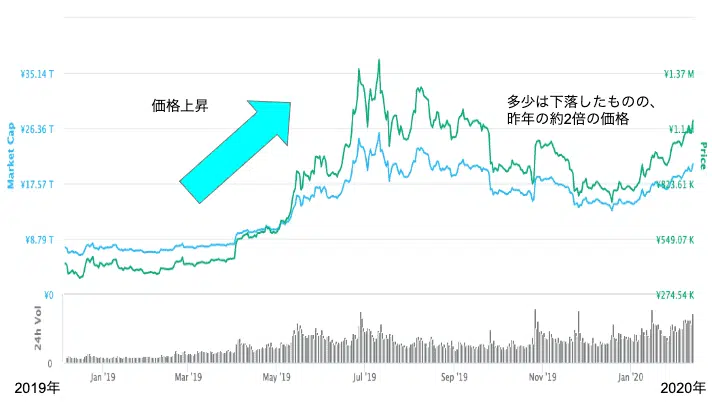 ¥35.14 T
¥26.36 T
¥17.57 T
¥8.79 T
¥0
0
Market Cap
24h Vol
価格上昇
多少は下落したものの、
昨年の約2倍の価格
¥1.37 M
¥1.1
¥823.61 K
¥549.07 K
¥274.54 K
Price
Jan '19
Mar '19
May '19
Jul '19
Sep '19
Nov '19
Jan '20
2019年
2020年